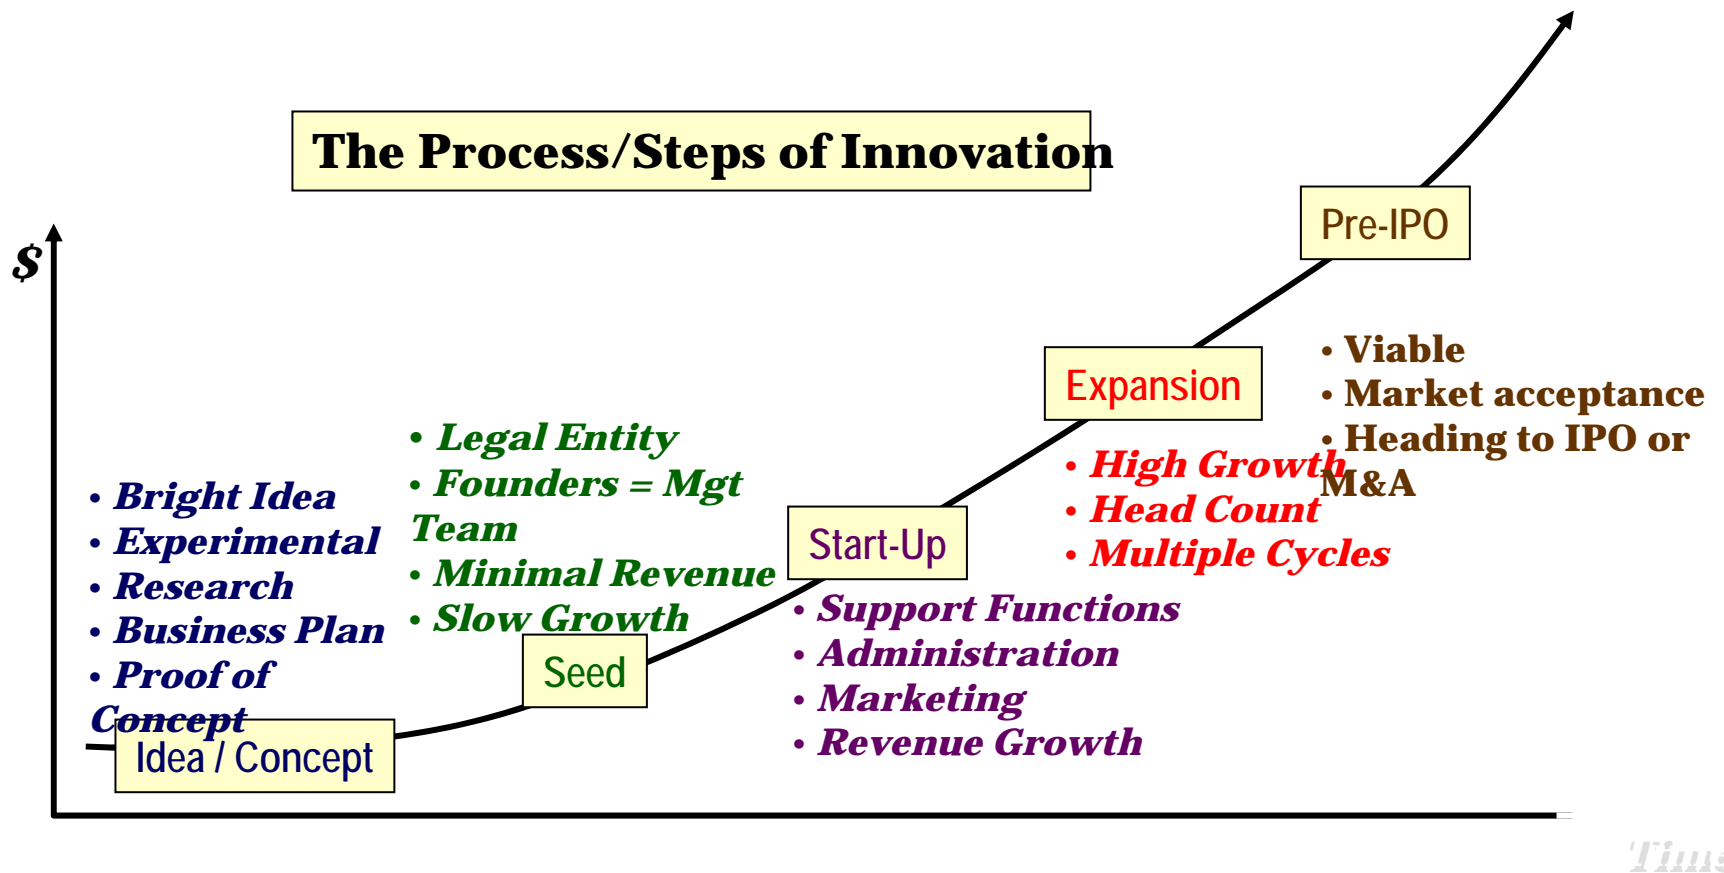 The Process/Steps of Innovation
$
Pre-IPO
• Viable
• Market acceptance
• Heading to IPO or
M&A
Expansion
• High Growth
• Head Count
• Multiple Cycles
Start-Up
• Support Functions
• Administration
• Marketing
• Revenue Growth
• Legal Entity
• Founders = Mgt
Team
• Minimal Revenue
• Slow Growth
Seed
• Bright Idea
• Experimental
• Research
• Business Plan
• Proof of
Concept
Idea / Concept
Time